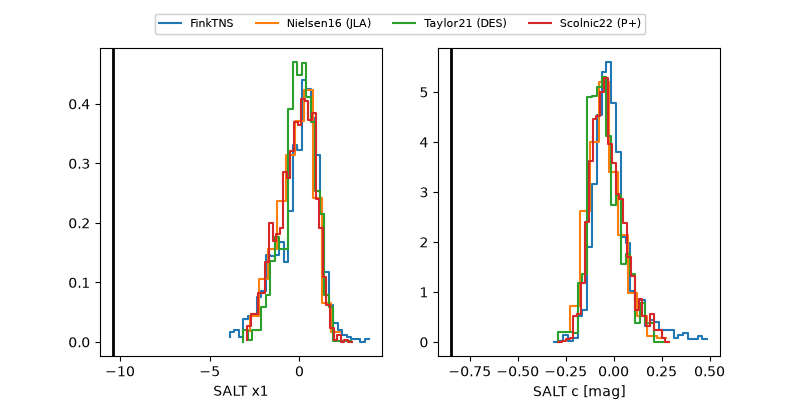 FinkTNS Nielsen16 (JLA) Taylor21 (DES) Scolnic22 (P+)
0.4
0.3
0.2
0.1
0.0
−10 −5 0
SALT x1
5
4
3
2
1
0
−0.75 −0.50 −0.25 0.00 0.25 0.50
SALT c [mag]